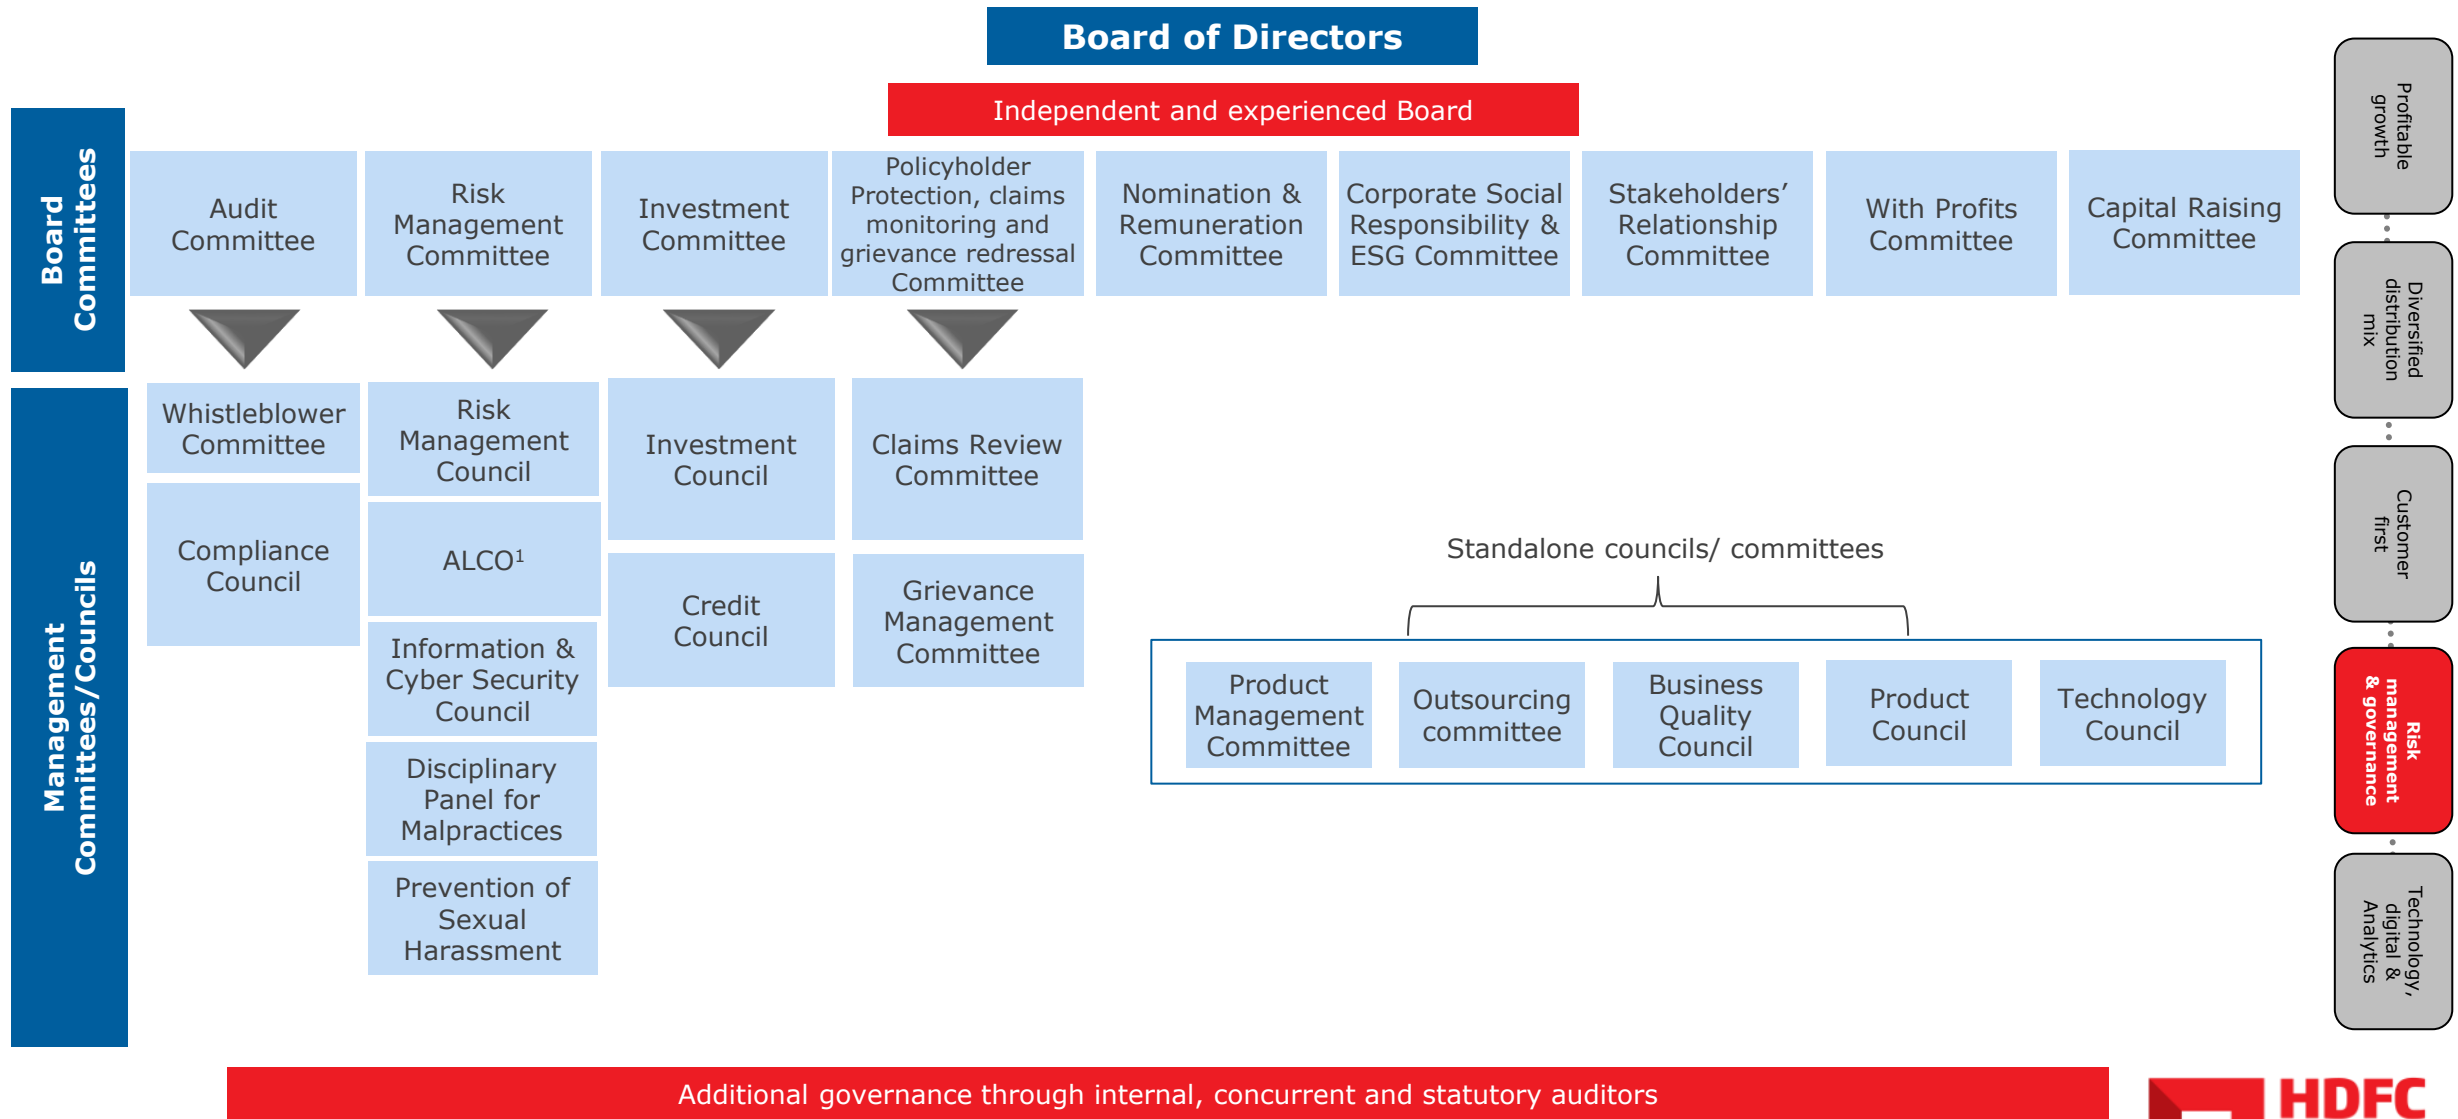 Board of Directors
Independent and experienced Board
Board
Committees
Audit
Committee
Risk
Management
Committee
Investment
Committee
Policyholder
Protection, claims
monitoring and
grievance redressal
Committee
Nomination &
Remuneration
Committee
Corporate Social
Responsibility &
ESG Committee
Stakeholders’
Relationship
Committee
With Profits
Committee
Capital Raising
Committee
Management
Committees/Councils
Whistleblower
Committee
Compliance
Council
Risk
Management
Council
ALCO¹
Information &
Cyber Security
Council
Disciplinary
Panel for
Malpractices
Prevention of
Sexual
Harassment
Investment
Council
Credit
Council
Claims Review
Committee
Grievance
Management
Committee
Standalone councils/ committees
Product
Management
Committee
Outsourcing
committee
Business
Quality
Council
Product
Council
Technology
Council
Profitable
growth
Diversified
distribution
mix
Customer
first
Risk
management
& governance
Technology,
digital &
Analytics
Additional governance through internal, concurrent and statutory auditors
HDFC